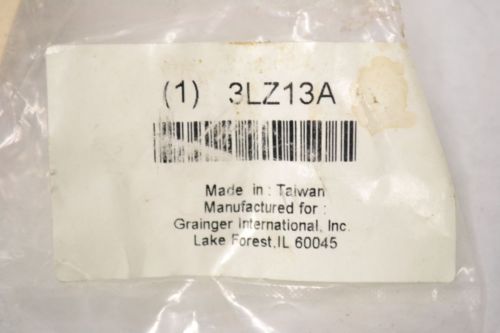 (1) 3LZ13A
Made in : Taiwan
Manufactured for :
Grainger International, Inc.
Lake Forest,IL 60045